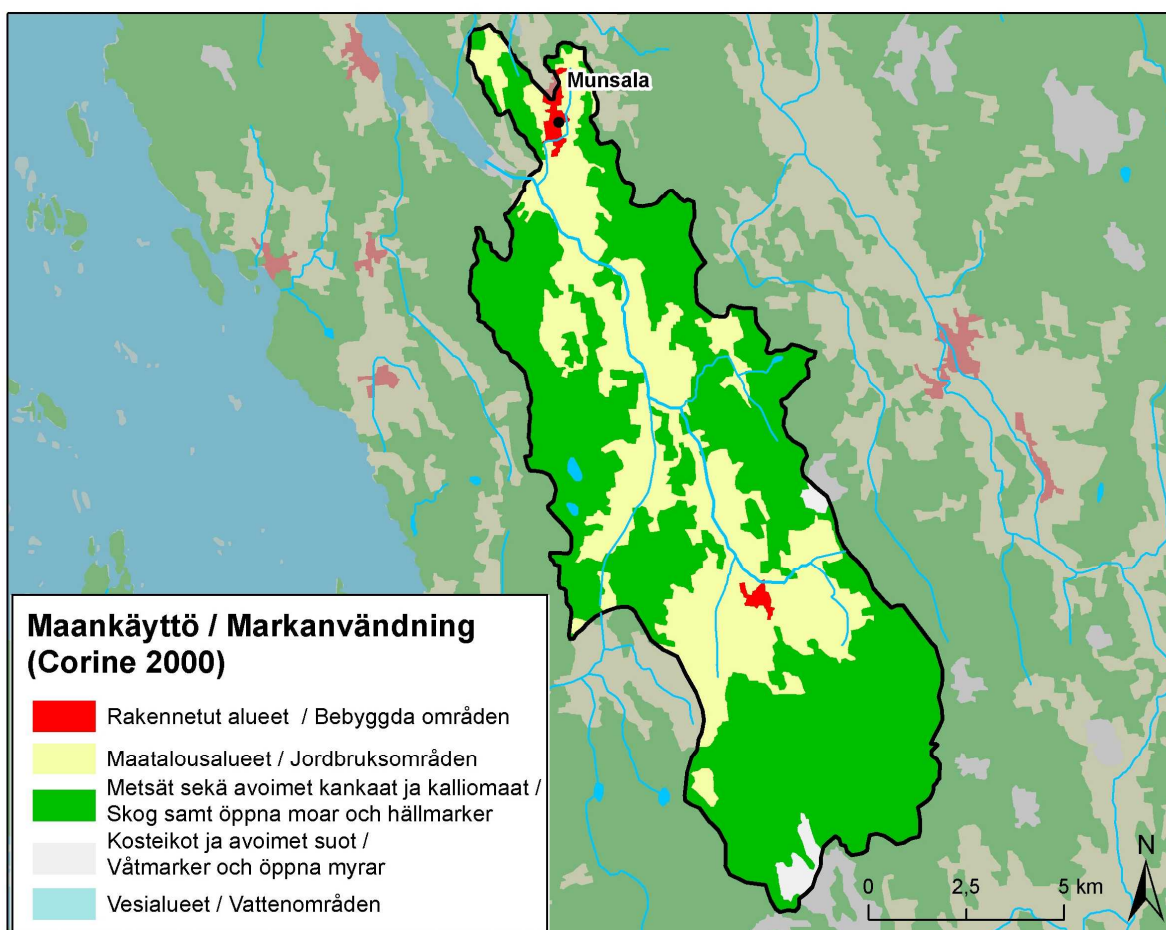 Munsala
Maankäyttö / Markanvändning
(Corine 2000)
Rakennetut alueet / Bebyggda områden
Maatalousalueet / Jordbruksområden
Metsät sekä avoimet kankaat ja kalliomaat /
Skog samt öppna moar och hällmarker
Kosteikot ja avoimet suot /
Våtmarker och öppna myrar
Vesialueet / Vattenområden
0 2,5 5 km
N